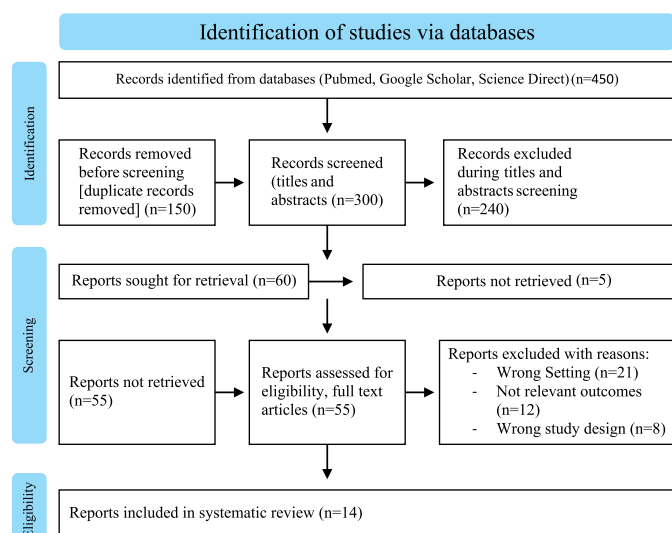 Identification of studies via databases
Identification
Records identified from databases (Pubmed, Google Scholar, Science Direct) (n=450)
Records removed
before screening
[duplicate records
removed] (n=150)
Records screened
(titles and
abstracts (n=300)
Records excluded
during titles and
abstracts screening
(n=240)
Screening
Reports sought for retrieval (n=60)
Reports not retrieved (n=5)
Reports not retrieved
(n=55)
Reports assessed for
eligibility, full text
articles (n=55)
Reports excluded with reasons:
- Wrong Setting (n=21)
- Not relevant outcomes
(n=12)
- Wrong study design (n=8)
Eligibility
Reports included in systematic review (n=14)